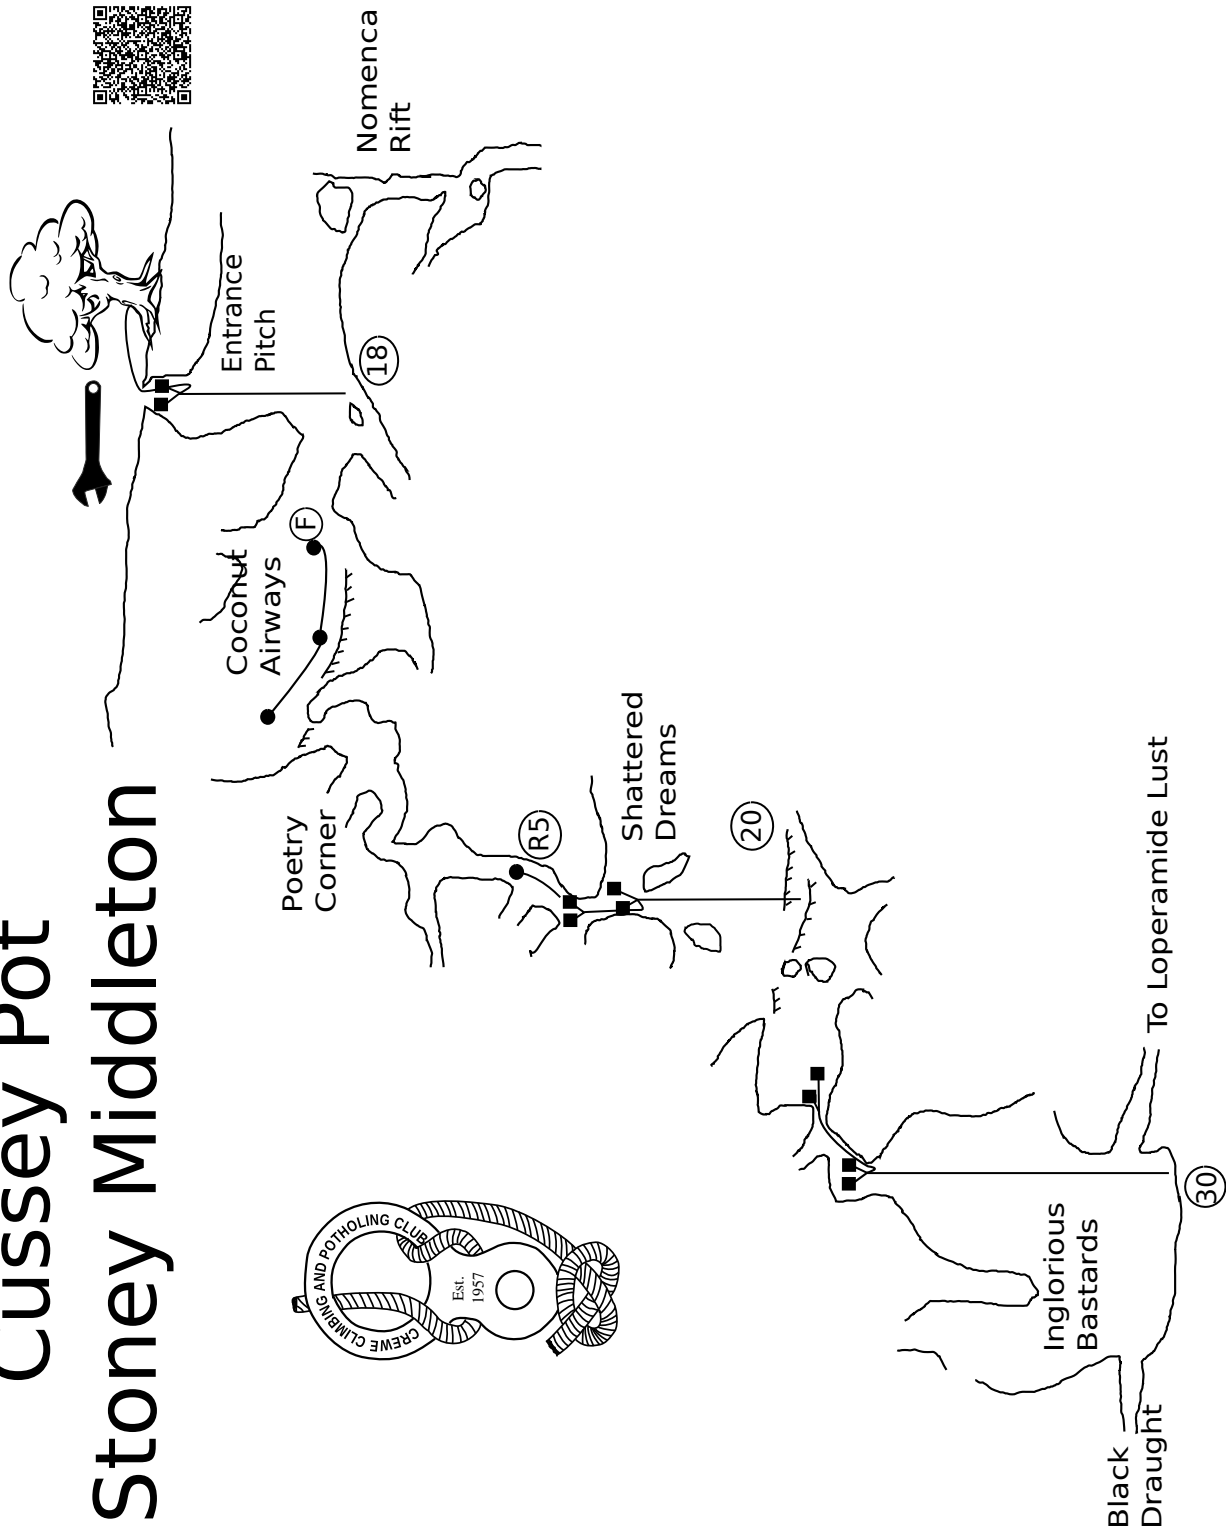 Cussey Pot
Stoney Middleton
Nomenca
Rift
Entrance
Pitch
18
F
Coconut
Airways
Poetry
Corner
R5
Shattered
Dreams
20
CREWE CLIMBING AND POTHOLING CLUB
Est.
1957
Inglorious
Bastards
30
To Loperamide Lust
Black
Draught